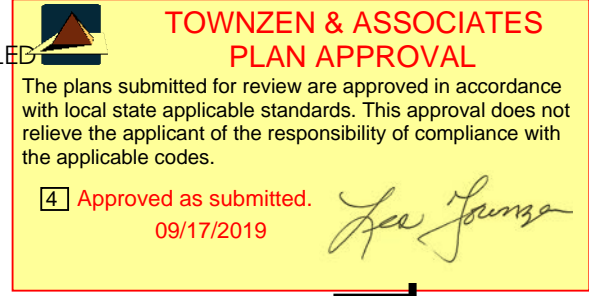 TOWNZEN & ASSOCIATES
PLAN APPROVAL
LED
The plans submitted for review are approved in accordance
with local state applicable standards. This approval does not
relieve the applicant of the responsibility of compliance with
the applicable codes.
4 Approved as submitted.
09/17/2019